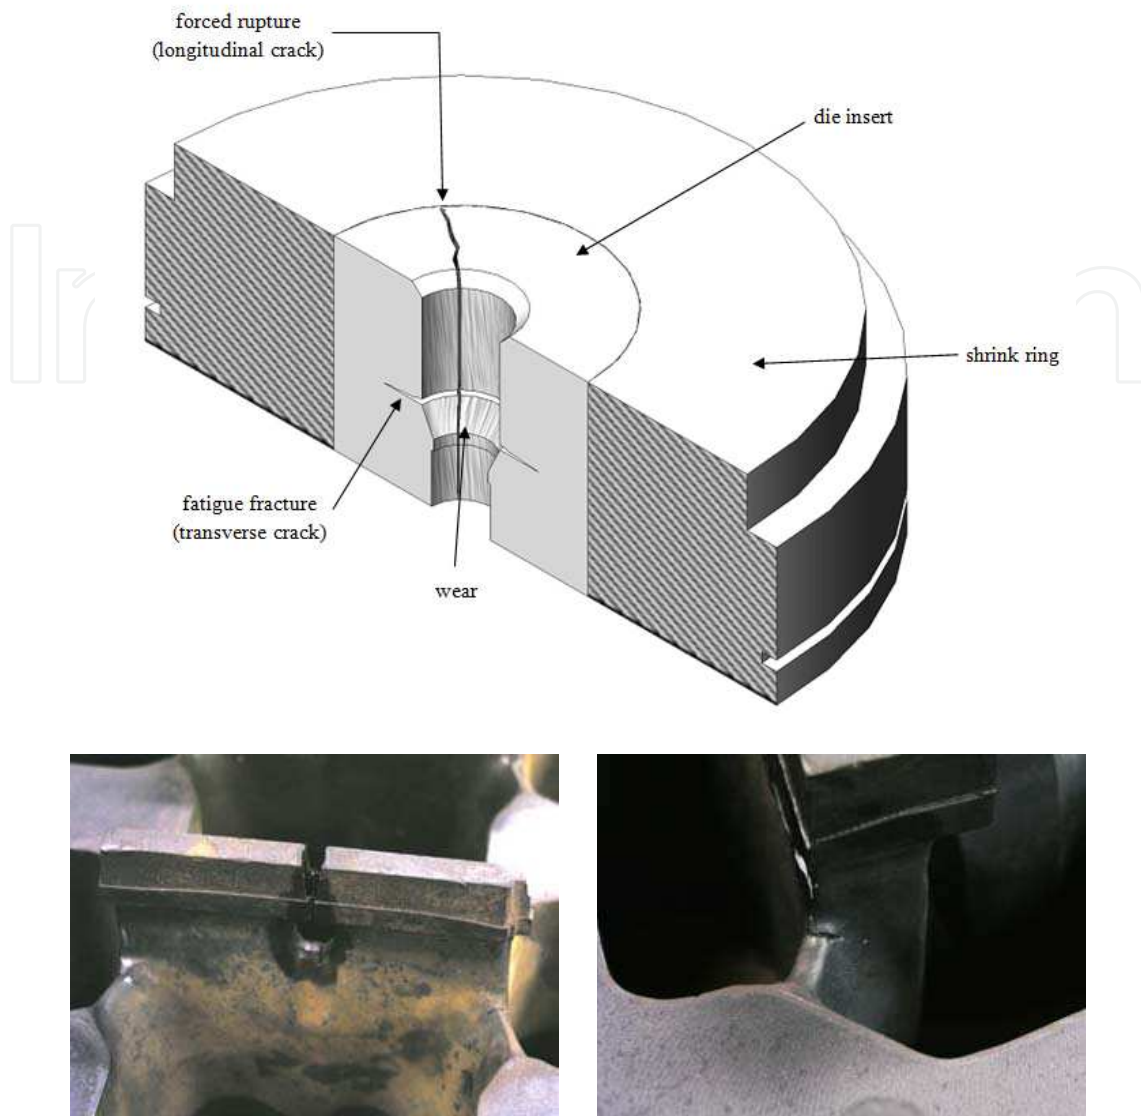 forced rupture
(longitudinal crack)
die insert
shrink ring
fatigue fracture
(transverse crack)
wear